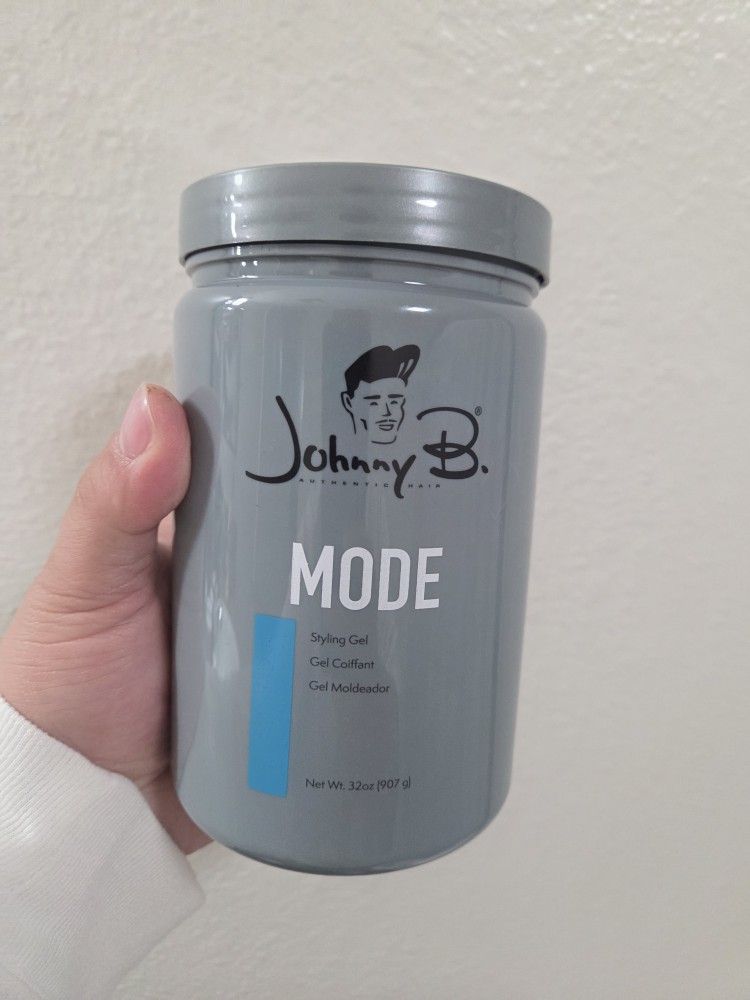 Johnny B.®
AUTHENTIC HAIR
MODE
Styling Gel
Gel Coiffant
Gel Moldeador
Net Wt. 32oz (907 g)